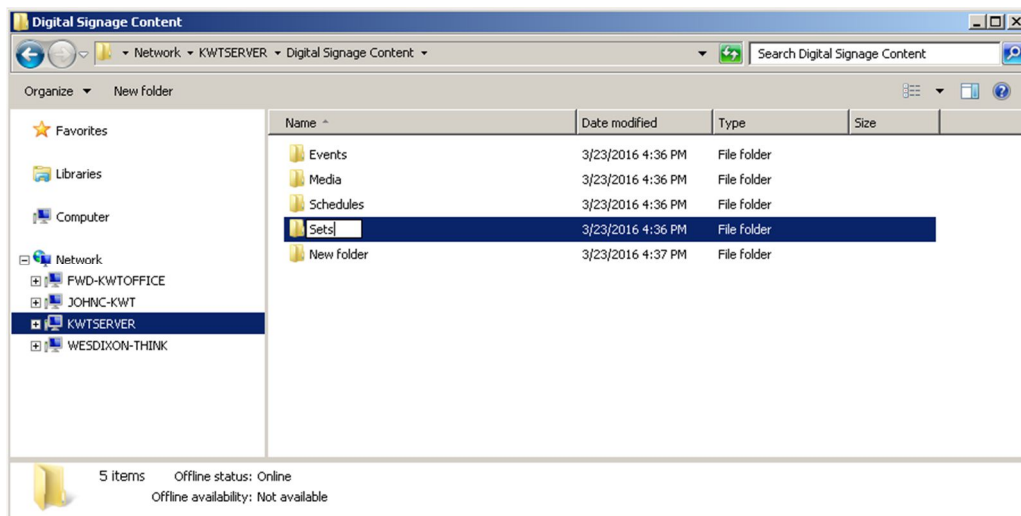 Digital Signage Content
Network KWTSERVER Digital Signage Content
Search Digital Signage Content
Organize New folder
Favorites
Libraries
Computer
Network
FWD-KWTOFFICE
JOHNC-KWT
KWTSERVER
WESDIXON-THINK
Name Date modified Type Size
Events 3/23/2016 4:36 PM File folder
Media 3/23/2016 4:36 PM File folder
Schedules 3/23/2016 4:36 PM File folder
Sets 3/23/2016 4:36 PM File folder
New folder 3/23/2016 4:37 PM File folder
5 items Offline status: Online
Offline availability: Not available